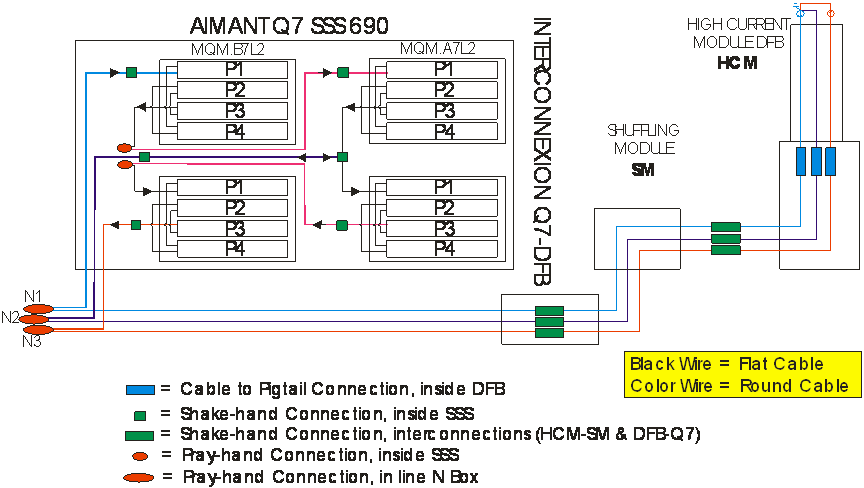 AIMANT Q7 SSS690
MQM.B7L2
MQM.A7L2
P1
P2
P3
P4
P1
P2
P3
P4
P1
P2
P3
P4
P1
P2
P3
P4
INTERCONNEXION Q7-DFB
HIGH CURRENT
MODULE DFB
HCM
SHUFFLING
MODULE
SM
N1
N2
N3
Black Wire = Flat Cable
Color Wire = Round Cable
= Cable to Pigtail Connection, inside DFB
= Shake-hand Connection, inside SSS
= Shake-hand Connection, interconnections (HCM-SM & DFB-Q7)
= Pray-hand Connection, inside SSS
= Pray-hand Connection, in line N Box